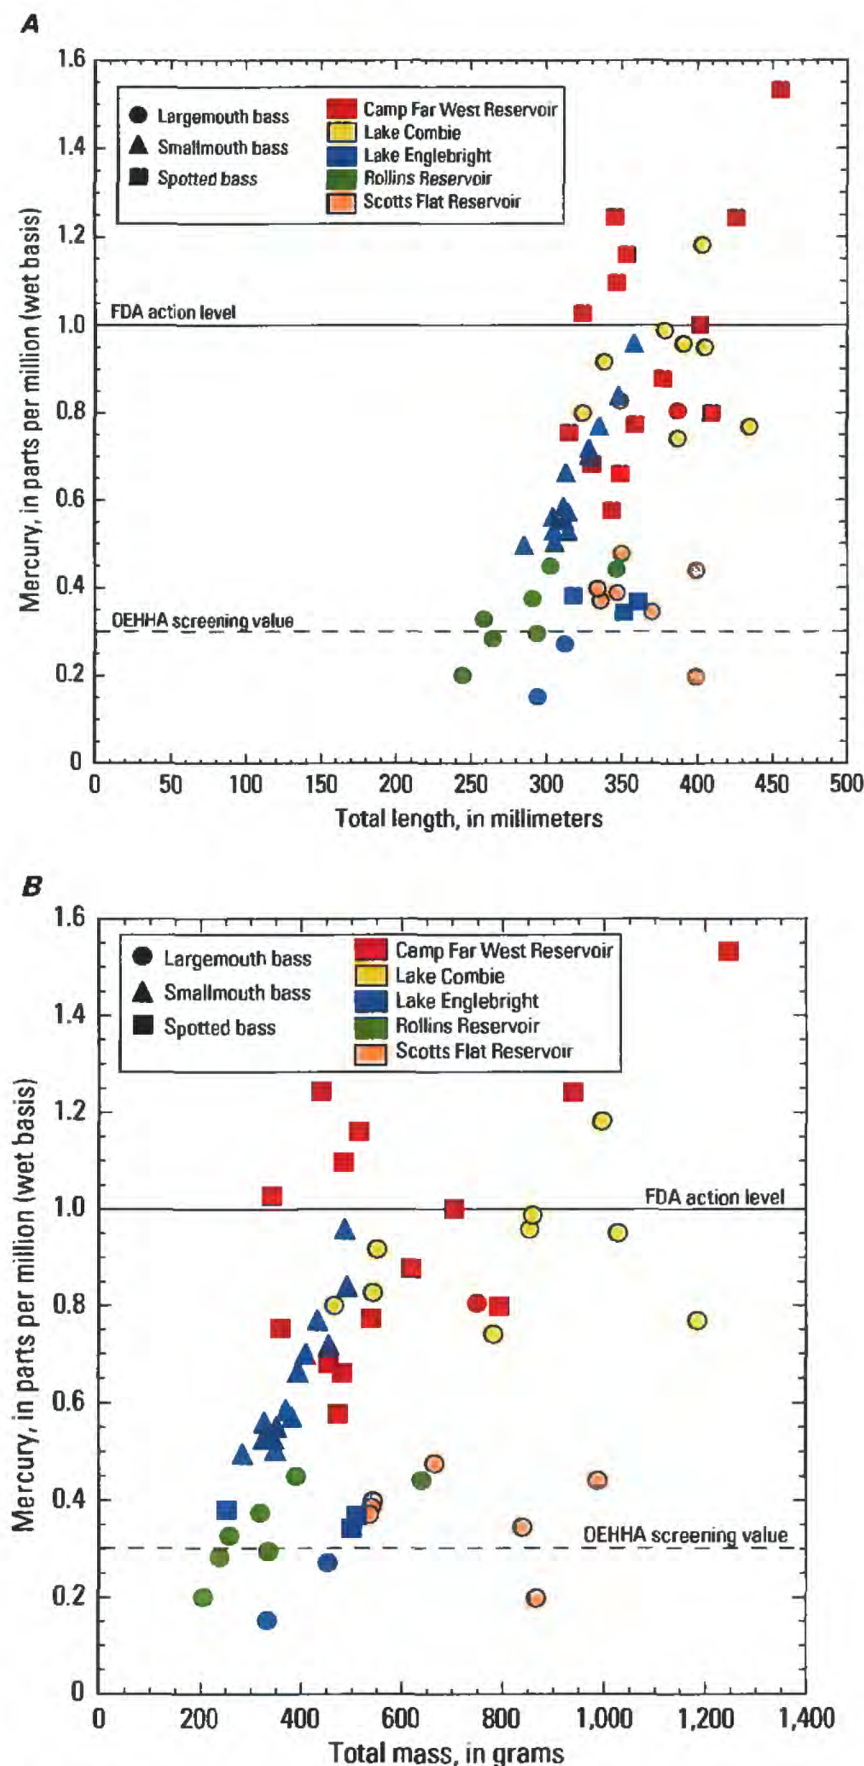 A
1.6
1.4
1.2
1.0
0.8
0.6
0.4
0.2
0
Mercury, in parts per million (wet basis)
Largemouth bass
Smallmouth bass
Spotted bass
Camp Far West Reservoir
Lake Combie
Lake Englebright
Rollins Reservoir
Scotts Flat Reservoir
FDA action level
OEHHA screening value
0 50 100 150 200 250 300 350 400 450 500
Total length, in millimeters
B
1.6
1.4
1.2
1.0
0.8
0.6
0.4
0.2
0
Mercury, in parts per million (wet basis)
Largemouth bass
Smallmouth bass
Spotted bass
Camp Far West Reservoir
Lake Combie
Lake Englebright
Rollins Reservoir
Scotts Flat Reservoir
FDA action level
OEHHA screening value
0 200 400 600 800 1,000 1,200 1,400
Total mass, in grams